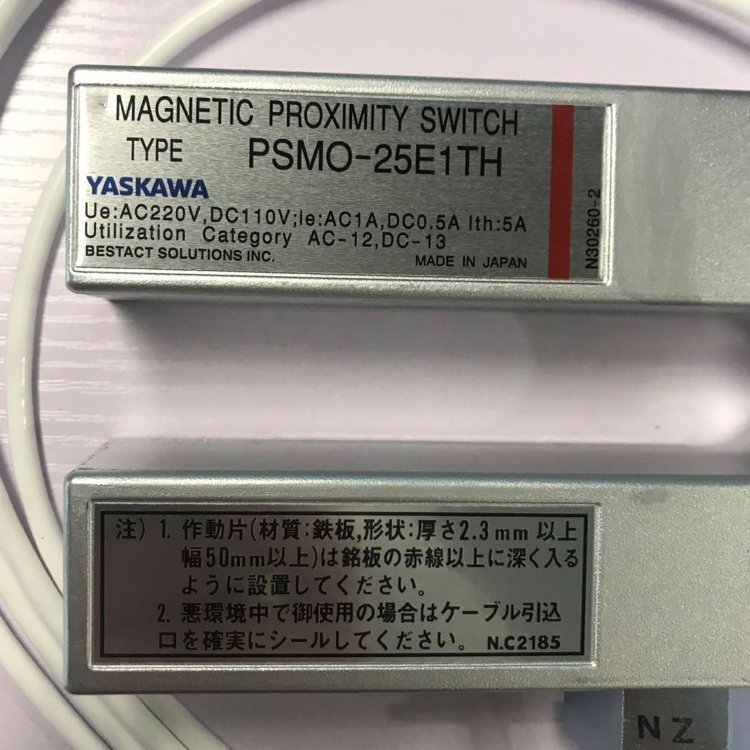 MAGNETIC PROXIMITY SWITCH
TYPE PSMO-25E1TH
YASKAWA
Ue:AC220V,DC110V;Ie:AC1A,DC0.5A Ith:5A
Utilization Category AC-12,DC-13
BESTACT SOLUTIONS INC. MADE IN JAPAN
N30260-2
注) 1. 作動片(材質:鉄板,形状:厚さ2.3mm以上
幅50mm以上)は銘板の赤線以上に深く入る
ように設置してください。
2. 悪環境中で御使用の場合はケーブル引込
口を確実にシールしてください。 N.C2185
NZ